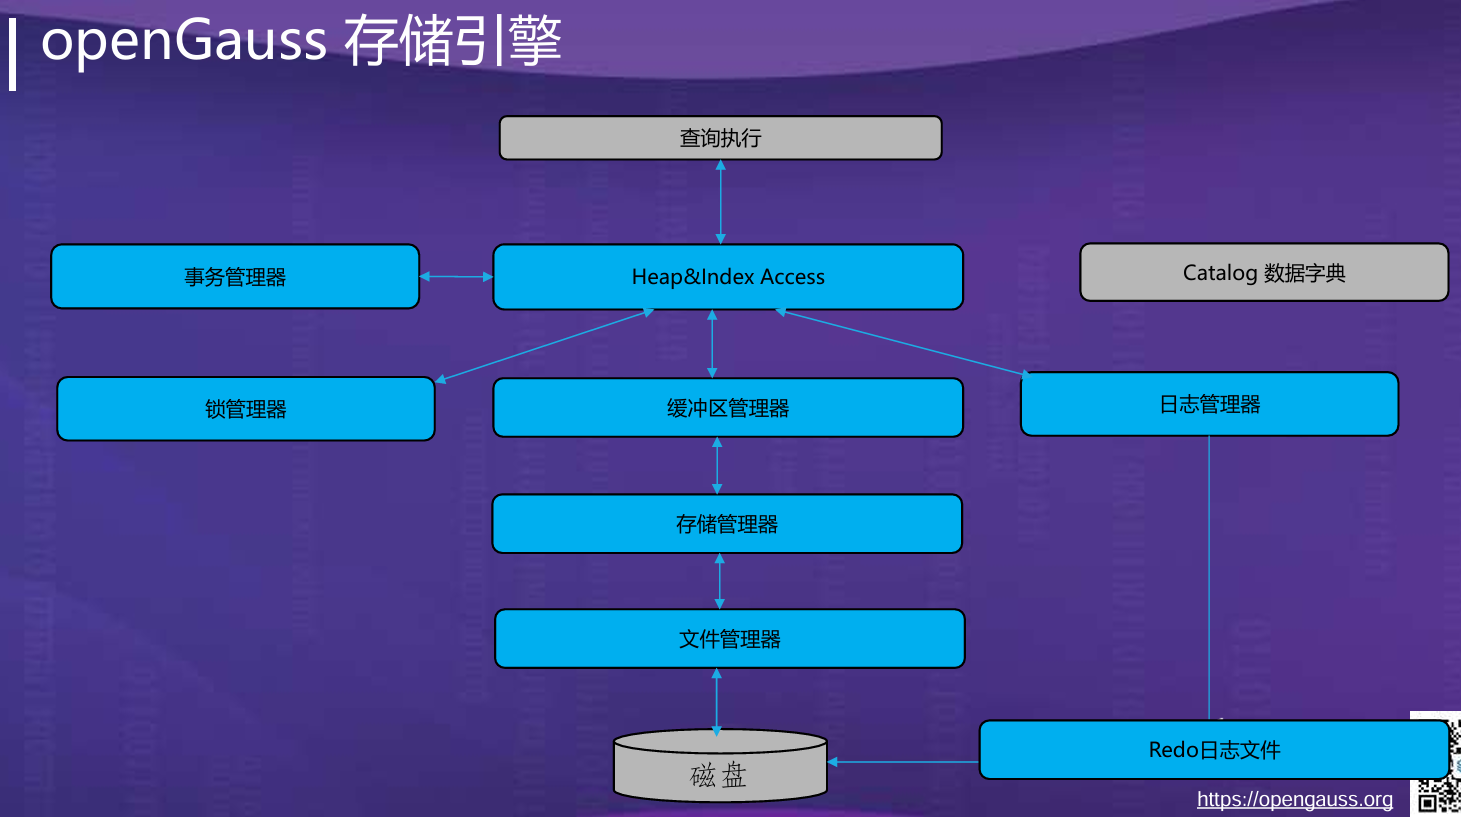 openGauss 存储引擎
查询执行
事务管理器
Heap&Index Access
Catalog 数据字典
锁管理器
缓冲区管理器
日志管理器
存储管理器
文件管理器
磁盘
Redo日志文件
https://opengauss.org